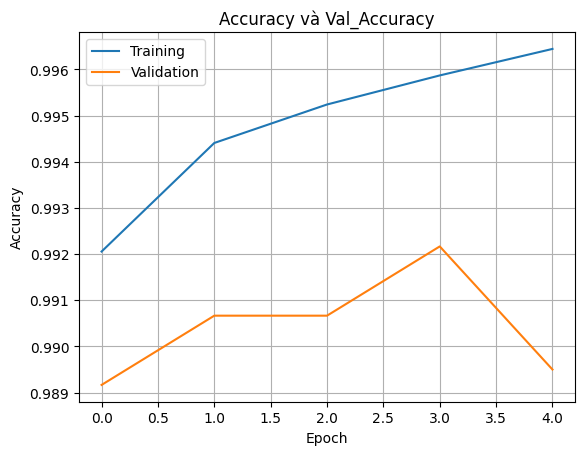 Accuracy và Val_Accuracy
Training
Validation
Accuracy
0.996
0.995
0.994
0.993
0.992
0.991
0.990
0.989
0.0 0.5 1.0 1.5 2.0 2.5 3.0 3.5 4.0
Epoch